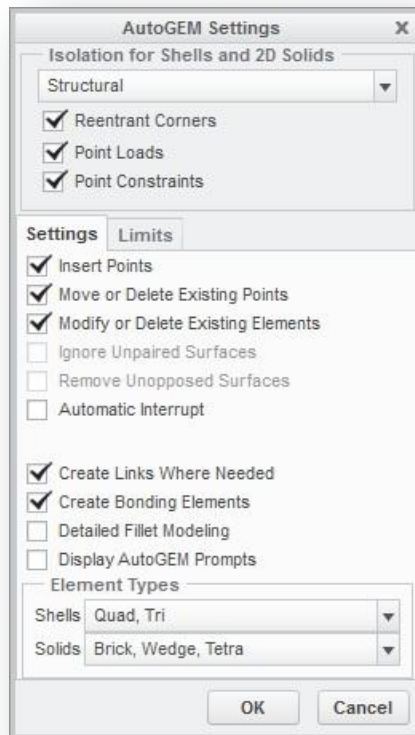 AutoGEM Settings X
Isolation for Shells and 2D Solids
Structural
Reentrant Corners
Point Loads
Point Constraints
Settings Limits
Insert Points
Move or Delete Existing Points
Modify or Delete Existing Elements
Ignore Unpaired Surfaces
Remove Unopposed Surfaces
Automatic Interrupt
Create Links Where Needed
Create Bonding Elements
Detailed Fillet Modeling
Display AutoGEM Prompts
Element Types
Shells Quad, Tri
Solids Brick, Wedge, Tetra
OK Cancel